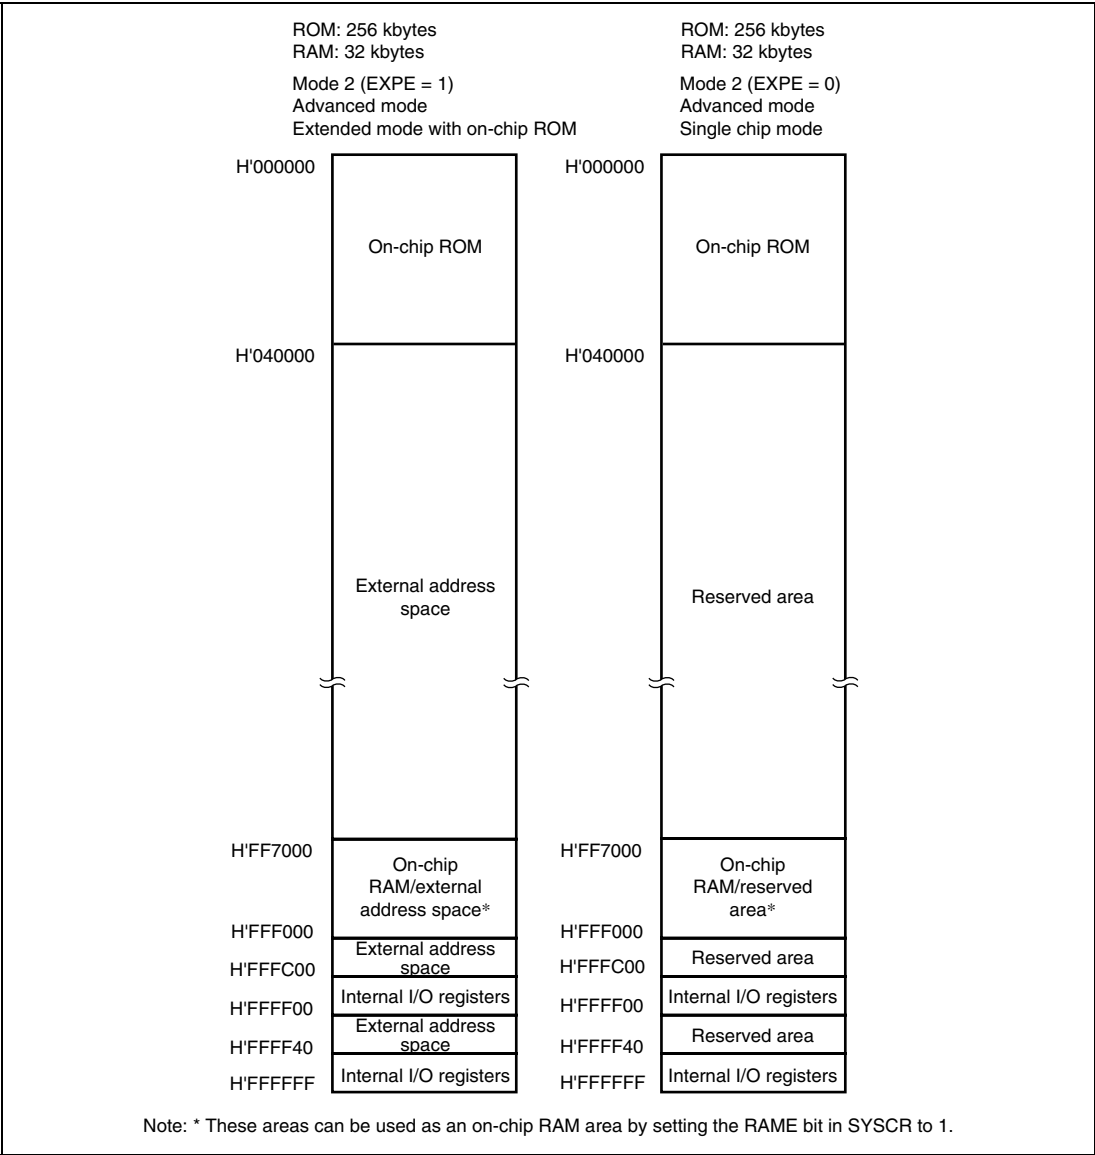 ROM: 256 kbytes
RAM: 32 kbytes
Mode 2 (EXPE = 1)
Advanced mode
Extended mode with on-chip ROM
H'000000
On-chip ROM
H'040000
External address
space
H'FF7000
On-chip
RAM/external
address space*
H'FFF000
External address
space
H'FFFC00
Internal I/O registers
H'FFFF00
External address
space
H'FFFF40
Internal I/O registers
H'FFFFFF
ROM: 256 kbytes
RAM: 32 kbytes
Mode 2 (EXPE = 0)
Advanced mode
Single chip mode
H'000000
On-chip ROM
H'040000
Reserved area
H'FF7000
On-chip
RAM/reserved
area*
H'FFF000
Reserved area
H'FFFC00
Internal I/O registers
H'FFFF00
Reserved area
H'FFFF40
Internal I/O registers
H'FFFFFF
Note: * These areas can be used as an on-chip RAM area by setting the RAME bit in SYSCR to 1.